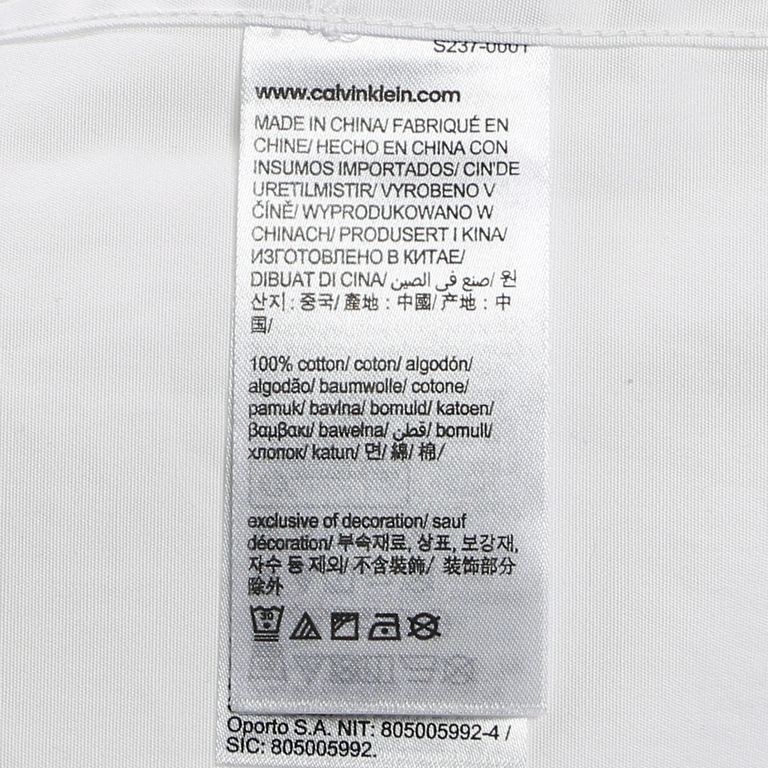 S237-0001
www.calvinklein.com
MADE IN CHINA/ FABRIQUÉ EN
CHINE/ HECHO EN CHINA CON
INSUMOS IMPORTADOS/ CIN'DE
URETILMISTIR/ VYROBENO V
ČÍNĚ/ WYPRODUKOWANO W
CHINACH/ PRODUSERT I KINA/
ИЗГОТОВЛЕНО В КИТАЕ/
DIBUAT DI CINA/ صنع في الصين/ 원
산지 : 중국/ 產地 : 中國/ 产地 : 中
国/
100% cotton/ coton/ algodón/
algodão/ baumwolle/ cotone/
pamuk/ bavlna/ bomuld/ katoen/
βαμβακι/ bawełna/ قطن/ bomull/
хлопок/ katun/ 면/ 綿/ 棉/
exclusive of decoration/ sauf
décoration/ 부속재료, 상표, 보강재,
자수 등 제외/ 不含裝飾/ 装饰部分
除外
30
Oporto S.A. NIT: 805005992-4 /
SIC: 805005992.